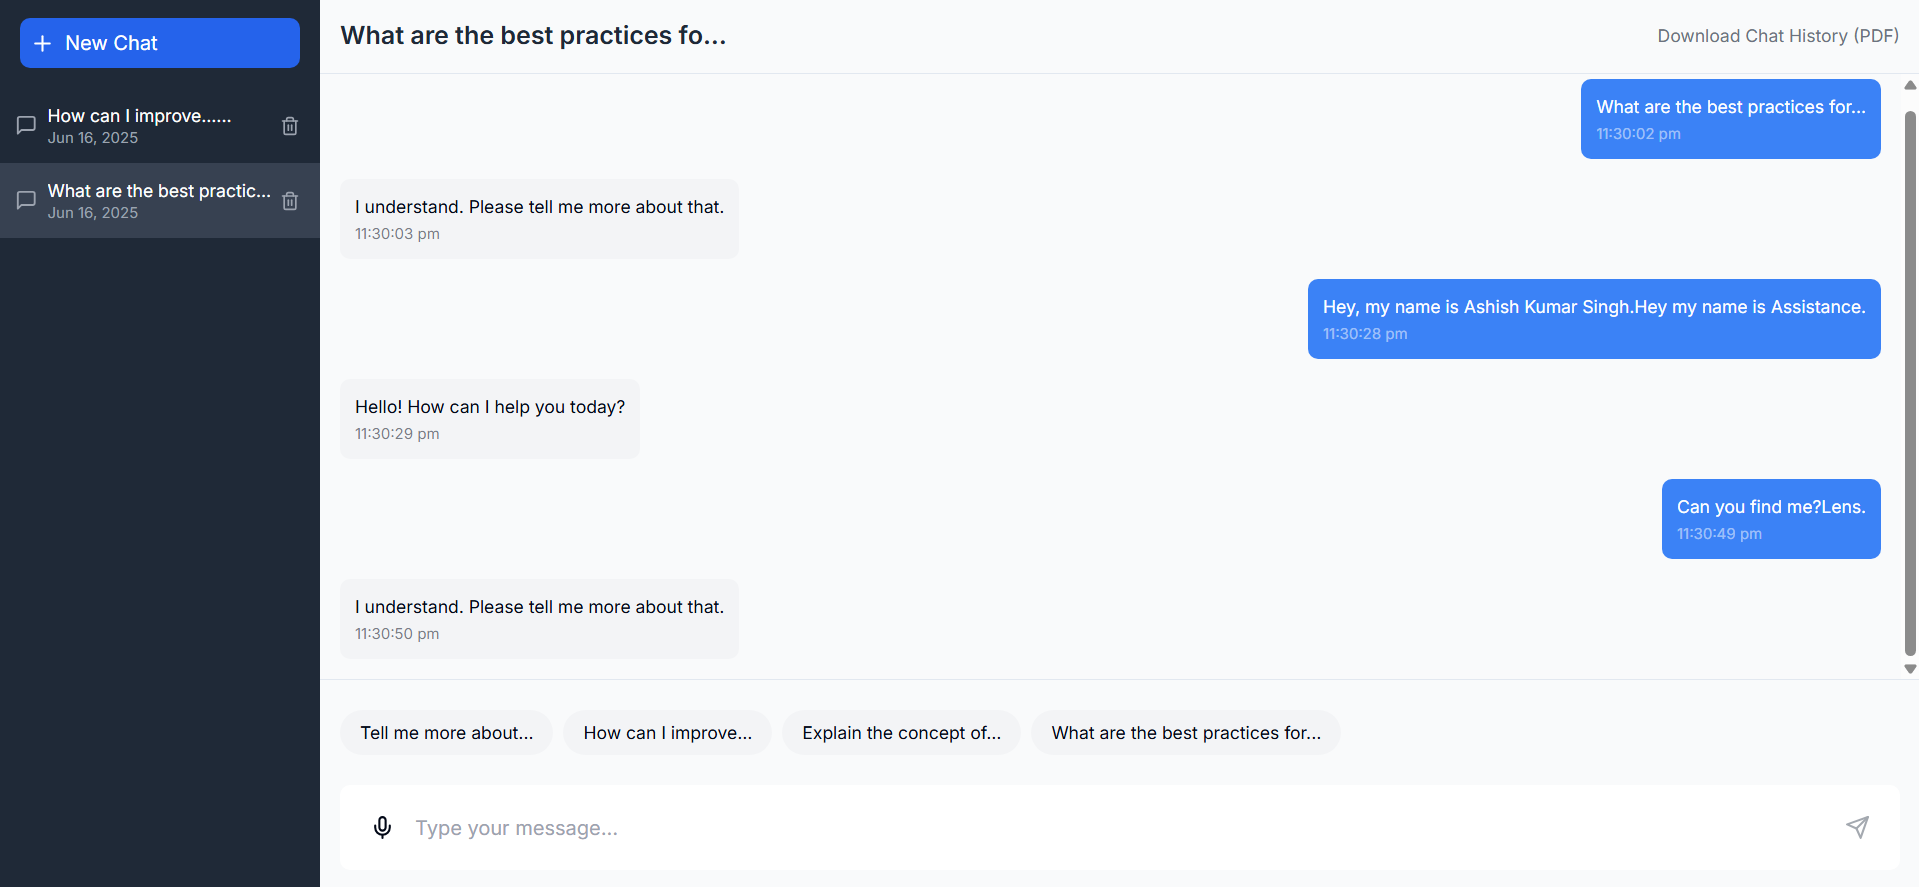 New Chat
How can I improve......
Jun 16, 2025
What are the best practic...
Jun 16, 2025
What are the best practices fo...
Download Chat History (PDF)
What are the best practices for...
11:30:02 pm
I understand. Please tell me more about that.
11:30:03 pm
Hey, my name is Ashish Kumar Singh.Hey my name is Assistance.
11:30:28 pm
Hello! How can I help you today?
11:30:29 pm
Can you find me?Lens.
11:30:49 pm
I understand. Please tell me more about that.
11:30:50 pm
Tell me more about...
How can I improve...
Explain the concept of...
What are the best practices for...
Type your message...